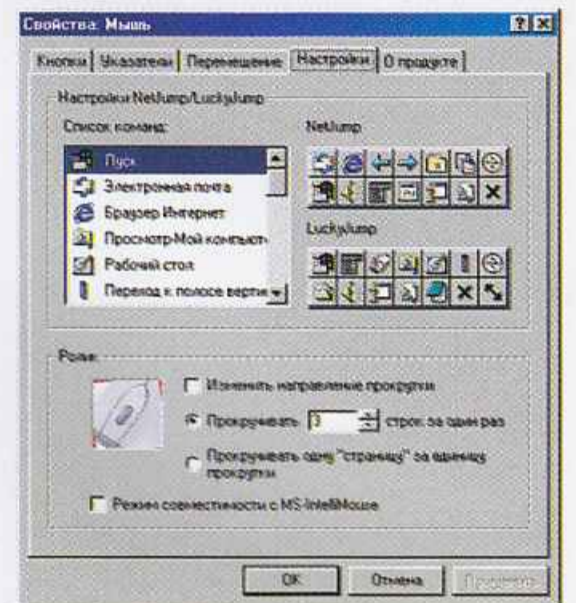 Свойства: Мышь
Кнопки Указатели Перемещение Настройки О продукте
Настройки NetJump/LuckyJump
Список команд:
NetJump
Пуск
Электронная почта
Браузер Интернет
Просмотр-Мой компьют
Рабочий стол
Переход к полосе верти
LuckyJump
Ролик
Изменить направление прокрутки
Прокручивать 3 строк за один раз
Прокручивать одну "страницу" за единицу
прокрутки
Режим совместимости с MS-IntelliMouse
OK Отмена Применить